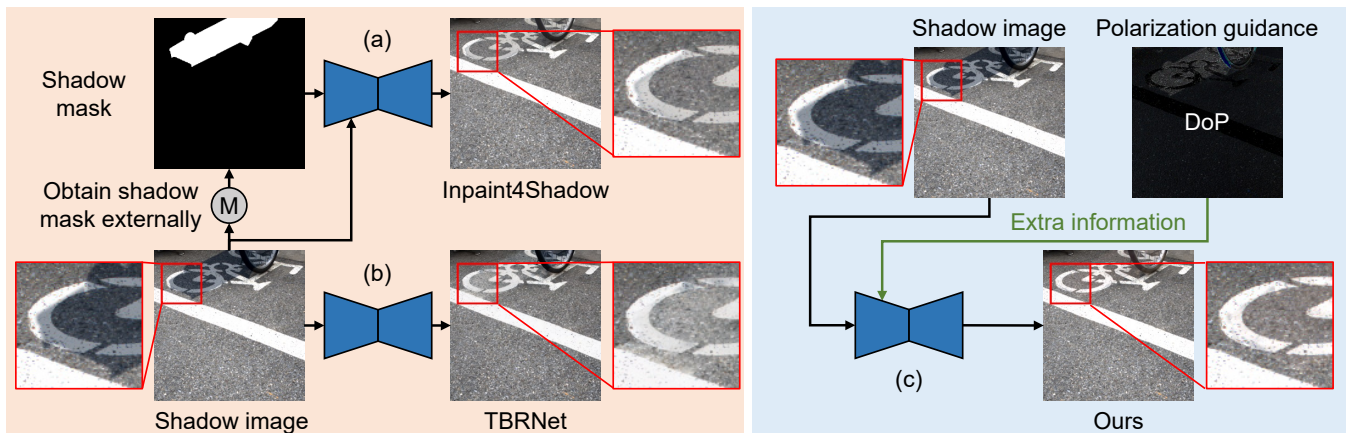 (a)
Shadow
mask
Inpaint4Shadow
Obtain shadow
mask externally
M
(b)
Shadow image
TBRNet
Shadow image
Polarization guidance
DoP
Extra information
(c)
Ours